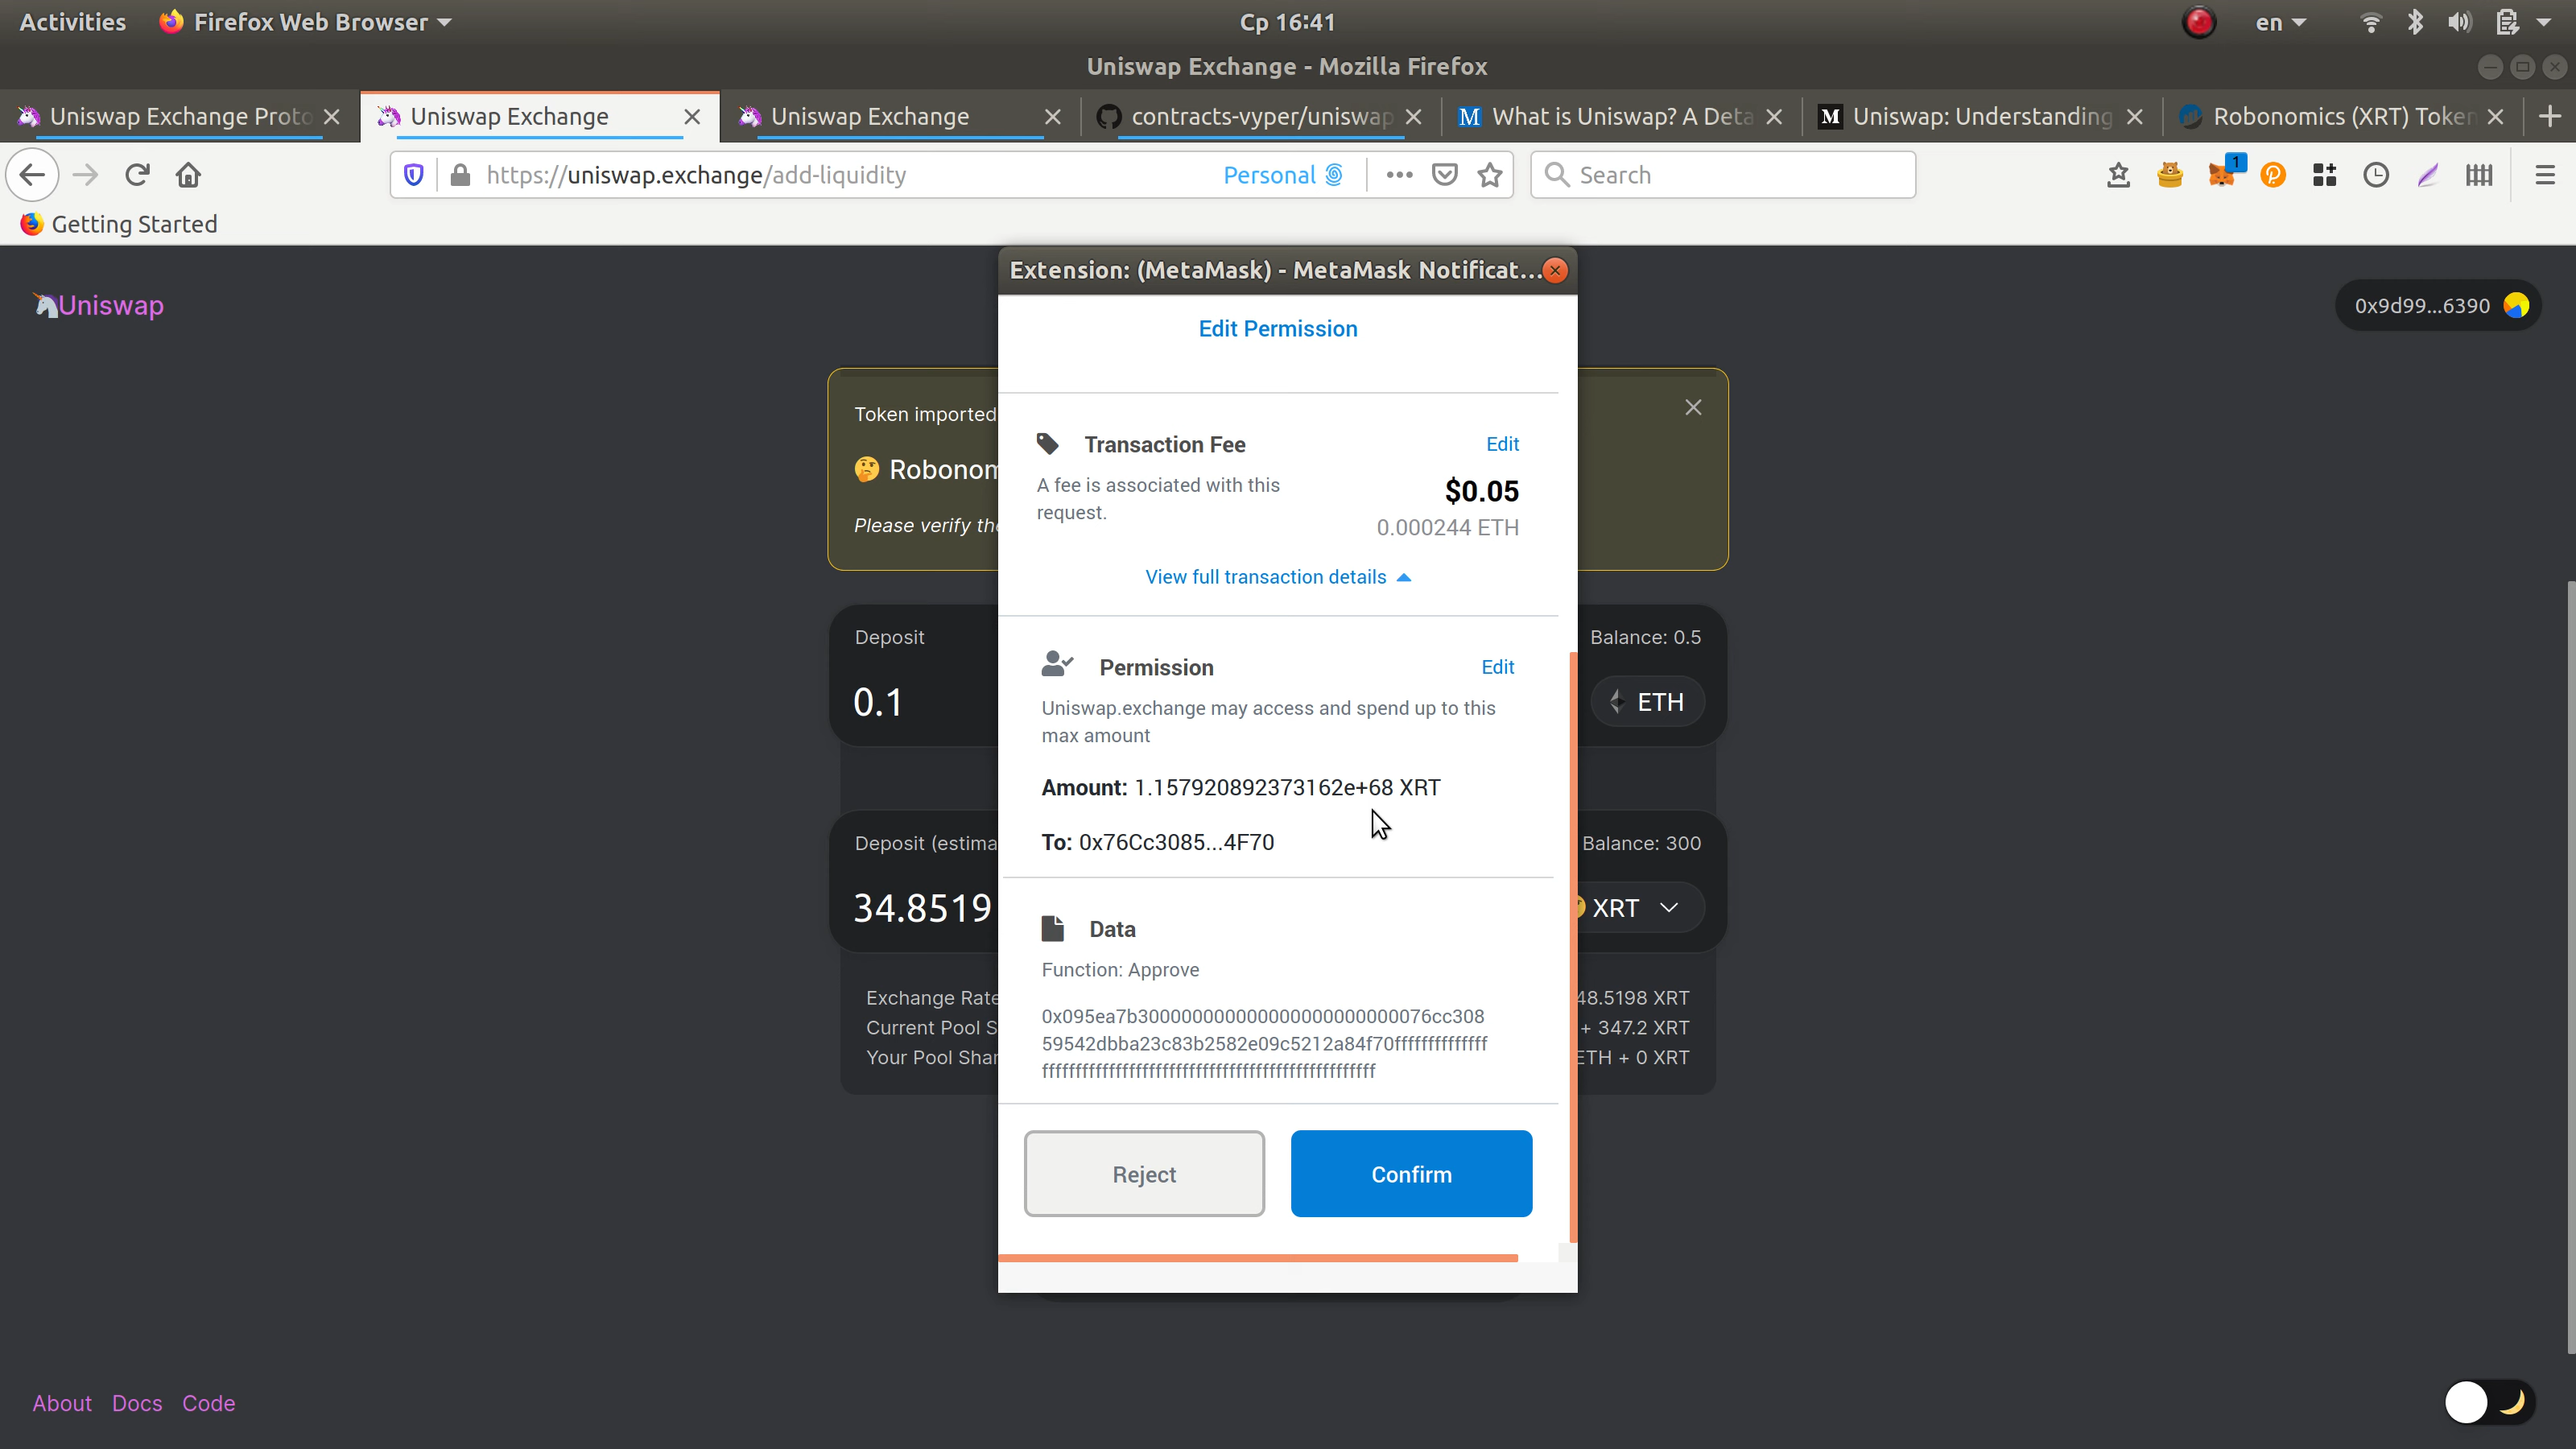 Activities Firefox Web Browser Ср 16:41 en
Uniswap Exchange - Mozilla Firefox
Uniswap Exchange Proto Uniswap Exchange Uniswap Exchange contracts-vyper/uniswap What is Uniswap? A Deta Uniswap: Understanding Robonomics (XRT) Token
https://uniswap.exchange/add-liquidity Personal Search 1
Getting Started
Extension: (MetaMask) - MetaMask Notificat...
Uniswap
0x9d99...6390
Edit Permission
Token imported
Robonom
Please verify the
Transaction Fee Edit
A fee is associated with this
request.
$0.05
0.000244 ETH
View full transaction details
Deposit Balance: 0.5
0.1 ETH
Permission Edit
Uniswap.exchange may access and spend up to this
max amount
Amount: 1.157920892373162e+68 XRT
To: 0x76Cc3085...4F70
Deposit (estima Balance: 300
34.8519 XRT
Data
Function: Approve
Exchange Rate 48.5198 XRT
Current Pool S + 347.2 XRT
Your Pool Shar ETH + 0 XRT
Reject Confirm
About Docs Code